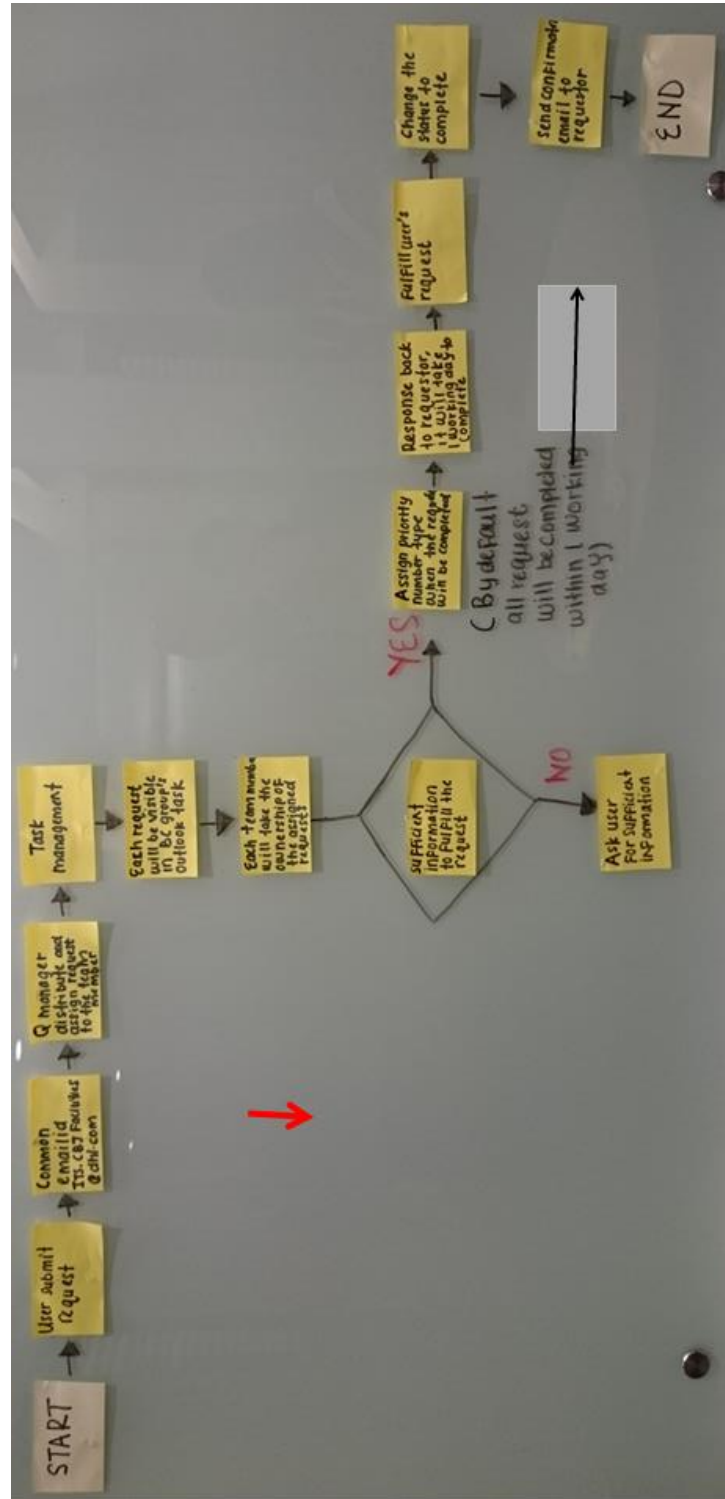 START
User submit
request
Common
emailid
ITS.CBJ Facilities
@dhl.com
Q manager
distribute and
assign request
to the team
member
Task
management
Each request
will be visible
in BC group's
outlook task
Each team membe
will take the
ownership of
the assigned
request
sufficient
information
to fulfill the
request
NO
Ask user
for sufficient
information
YES
Assign priority
number type
when the reque
will be completed
(By default
all request
will be completed
within 1 working
day)
Response back
to requestor,
it will take
1 working day to
complete
Fulfill user's
request
Change the
status to
complete
Send confirmatn
email to
requestor
END